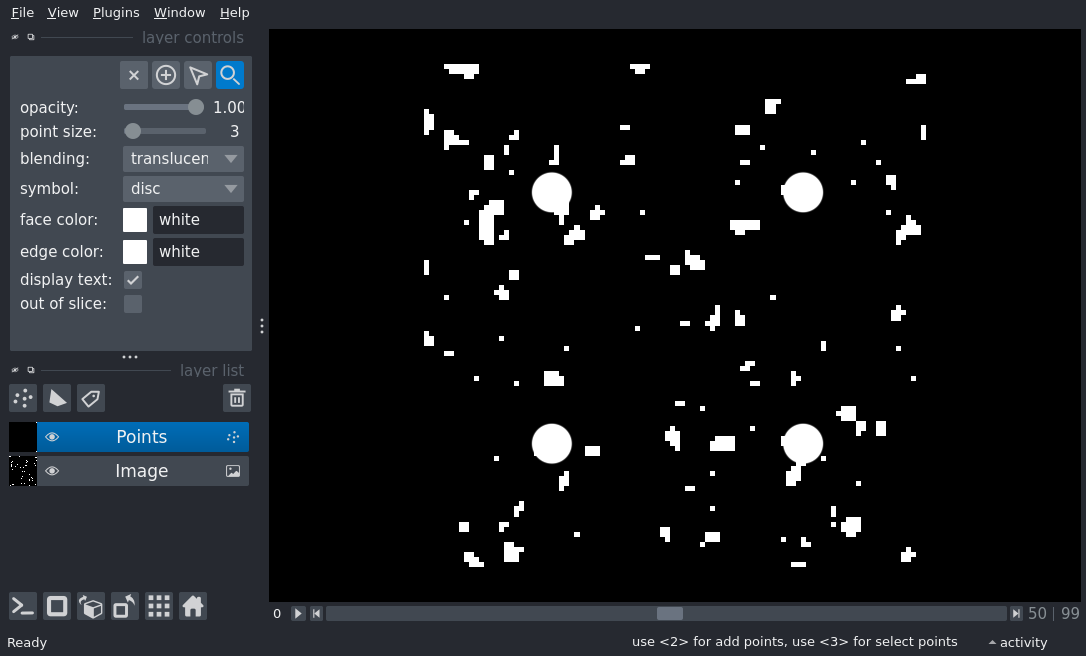 File View Plugins Window Help
layer controls
opacity: 1.00
point size: 3
blending: translucen
symbol: disc
face color: white
edge color: white
display text:
out of slice:
layer list
Points
Image
0 50 | 99
Ready use <2> for add points, use <3> for select points activity